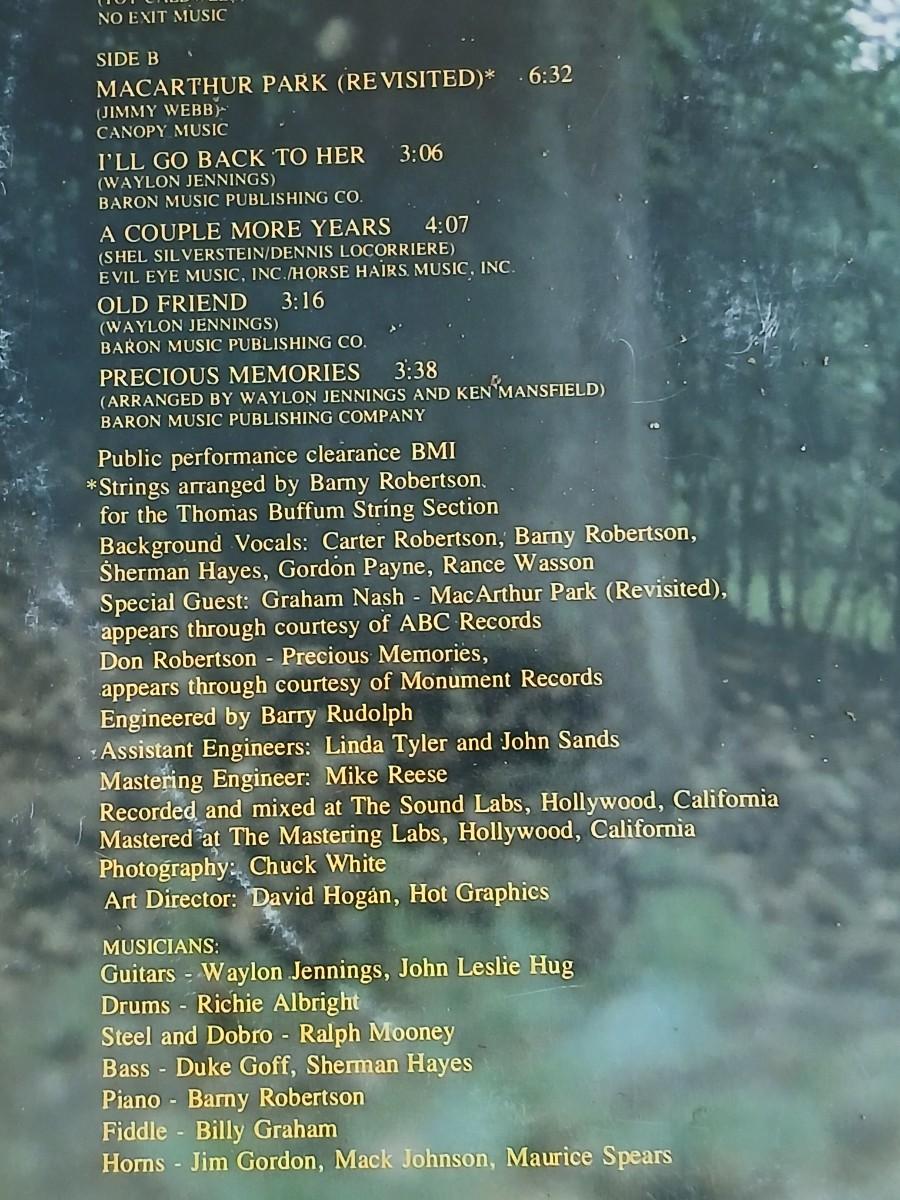 NO EXIT MUSIC
SIDE B
MACARTHUR PARK (REVISITED)* 6:32
(JIMMY WEBB)
CANOPY MUSIC
I'LL GO BACK TO HER 3:06
(WAYLON JENNINGS)
BARON MUSIC PUBLISHING CO.
A COUPLE MORE YEARS 4:07
(SHEL SILVERSTEIN/DENNIS LOCORRIERE)
EVIL EYE MUSIC, INC./HORSE HAIRS MUSIC, INC.
OLD FRIEND 3:16
(WAYLON JENNINGS)
BARON MUSIC PUBLISHING CO.
PRECIOUS MEMORIES 3:38
(ARRANGED BY WAYLON JENNINGS AND KEN MANSFIELD)
BARON MUSIC PUBLISHING COMPANY
Public performance clearance BMI
*Strings arranged by Barny Robertson
for the Thomas Buffum String Section
Background Vocals: Carter Robertson, Barny Robertson,
Sherman Hayes, Gordon Payne, Rance Wasson
Special Guest: Graham Nash - MacArthur Park (Revisited),
appears through courtesy of ABC Records
Don Robertson - Precious Memories,
appears through courtesy of Monument Records
Engineered by Barry Rudolph
Assistant Engineers: Linda Tyler and John Sands
Mastering Engineer: Mike Reese
Recorded and mixed at The Sound Labs, Hollywood, California
Mastered at The Mastering Labs, Hollywood, California
Photography: Chuck White
Art Director: David Hogan, Hot Graphics
MUSICIANS:
Guitars - Waylon Jennings, John Leslie Hug
Drums - Richie Albright
Steel and Dobro - Ralph Mooney
Bass - Duke Goff, Sherman Hayes
Piano - Barny Robertson
Fiddle - Billy Graham
Horns - Jim Gordon, Mack Johnson, Maurice Spears